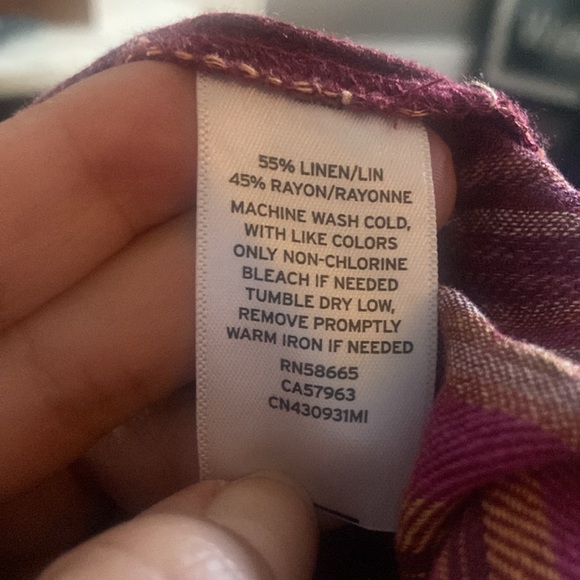 55% LINEN/LIN
45% RAYON/RAYONNE
MACHINE WASH COLD,
WITH LIKE COLORS
ONLY NON-CHLORINE
BLEACH IF NEEDED
TUMBLE DRY LOW,
REMOVE PROMPTLY
WARM IRON IF NEEDED
RN58665
CA57963
CN430931MI